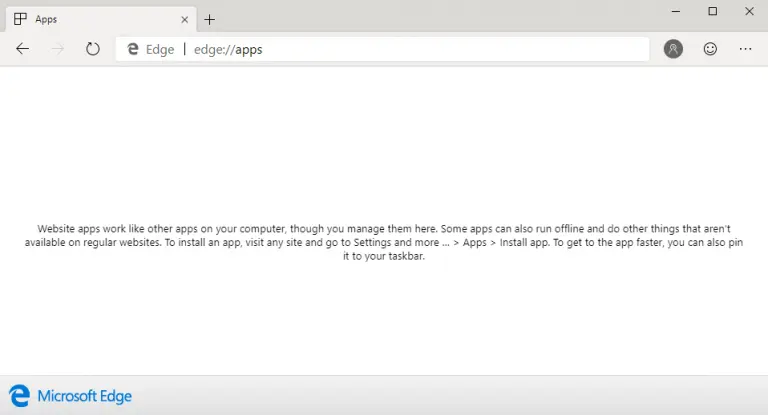 Apps
Edge | edge://apps
Website apps work like other apps on your computer, though you manage them here. Some apps can also run offline and do other things that aren't
available on regular websites. To install an app, visit any site and go to Settings and more ... > Apps > Install app. To get to the app faster, you can also pin
it to your taskbar.
Microsoft Edge